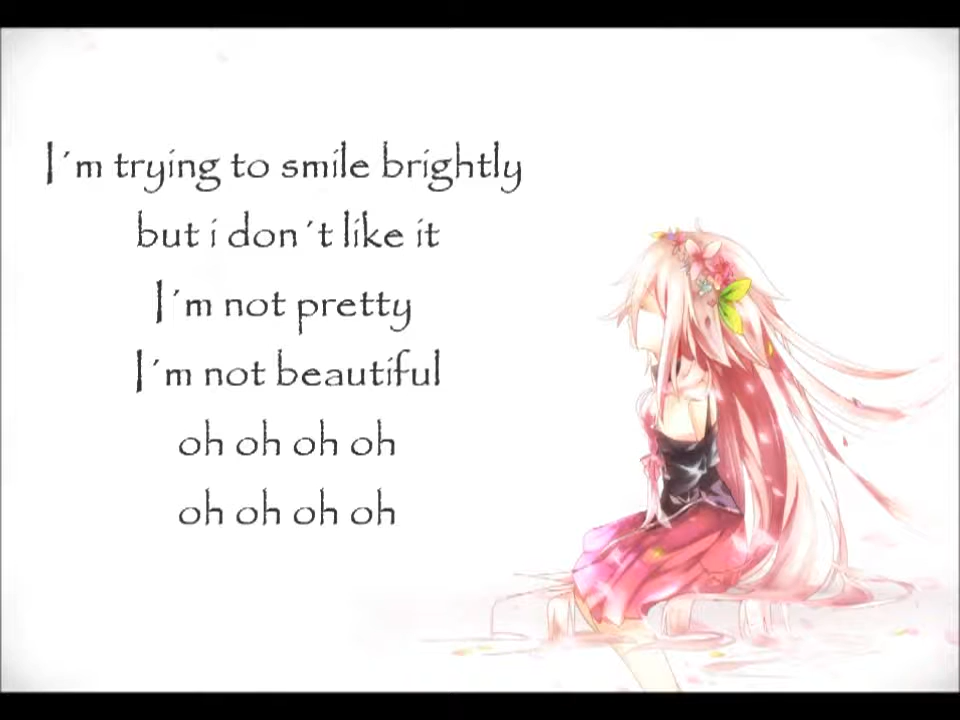 I´m trying to smile brightly
but i don´t like it
I´m not pretty
I´m not beautiful
oh oh oh oh
oh oh oh oh